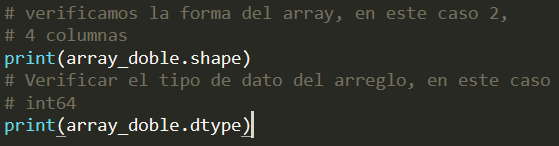 # verificamos la forma del array, en este caso 2,
# 4 columnas
print(array_doble.shape)
# Verificar el tipo de dato del arreglo, en este caso
# int64
print(array_doble.dtype)